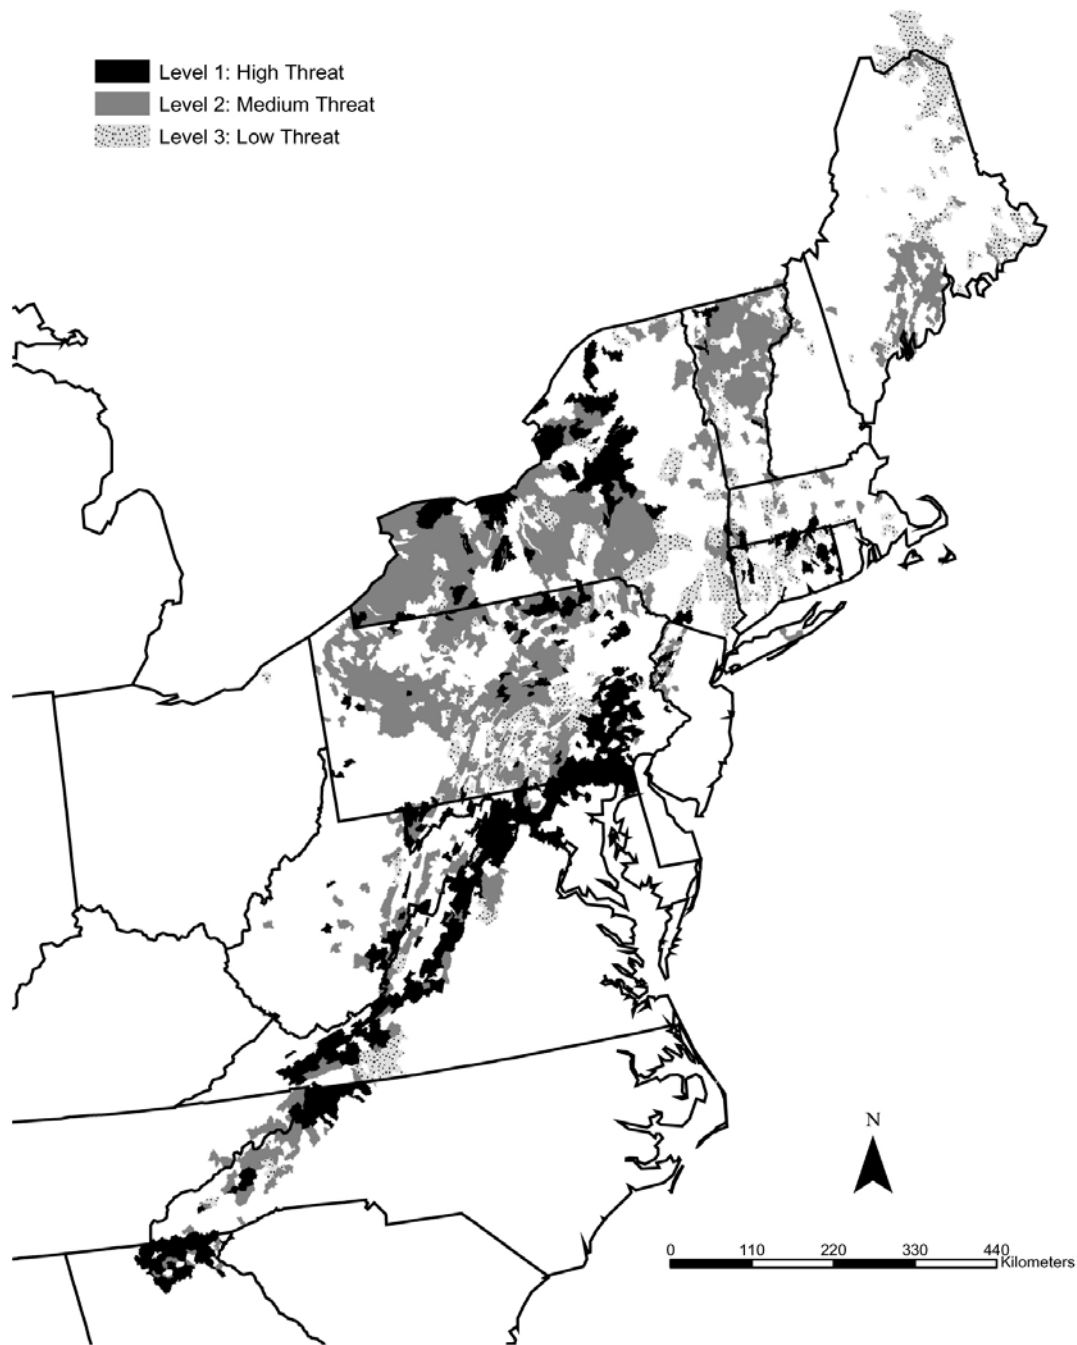 Level 1: High Threat
Level 2: Medium Threat
Level 3: Low Threat
N
0 110 220 330 440
Kilometers